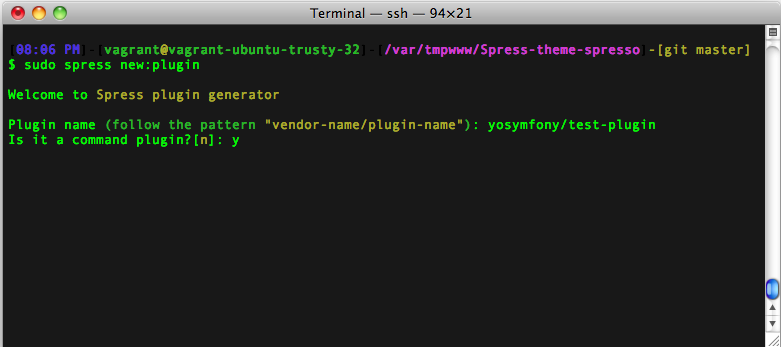 Terminal — ssh — 94×21
[08:06 PM]-[vagrant@vagrant-ubuntu-trusty-32]-[/var/tmpwww/Spress-theme-spresso]-[git master]
$ sudo spress new:plugin
Welcome to Spress plugin generator
Plugin name (follow the pattern "vendor-name/plugin-name"): yosymfony/test-plugin
Is it a command plugin?[n]: y